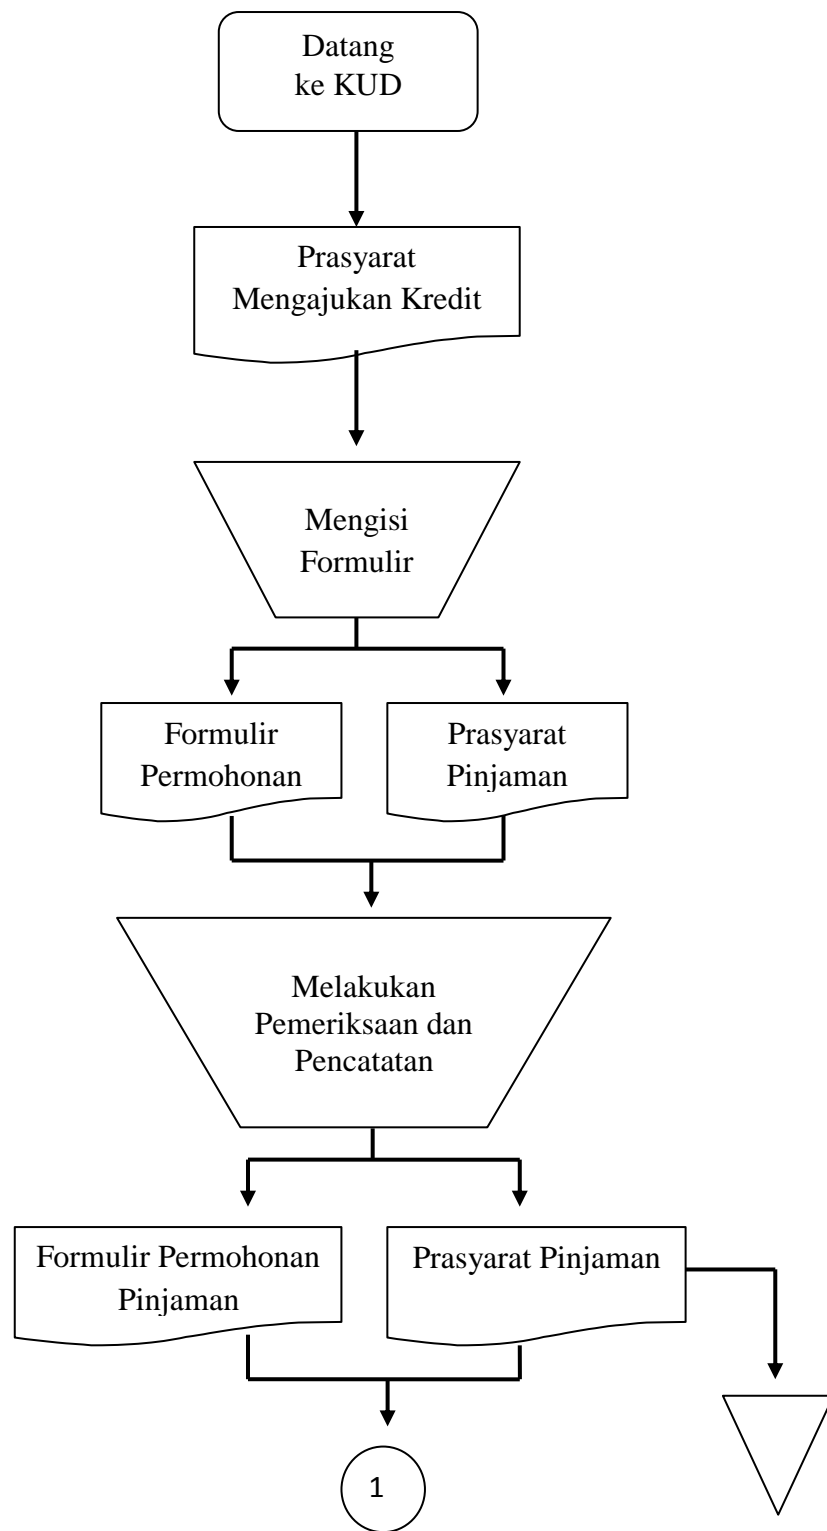 Datang
ke KUD
Prasyarat
Mengajukan Kredit
Mengisi
Formulir
Formulir
Permohonan
Prasyarat
Pinjaman
Melakukan
Pemeriksaan dan
Pencatatan
Formulir Permohonan
Pinjaman
Prasyarat Pinjaman
1